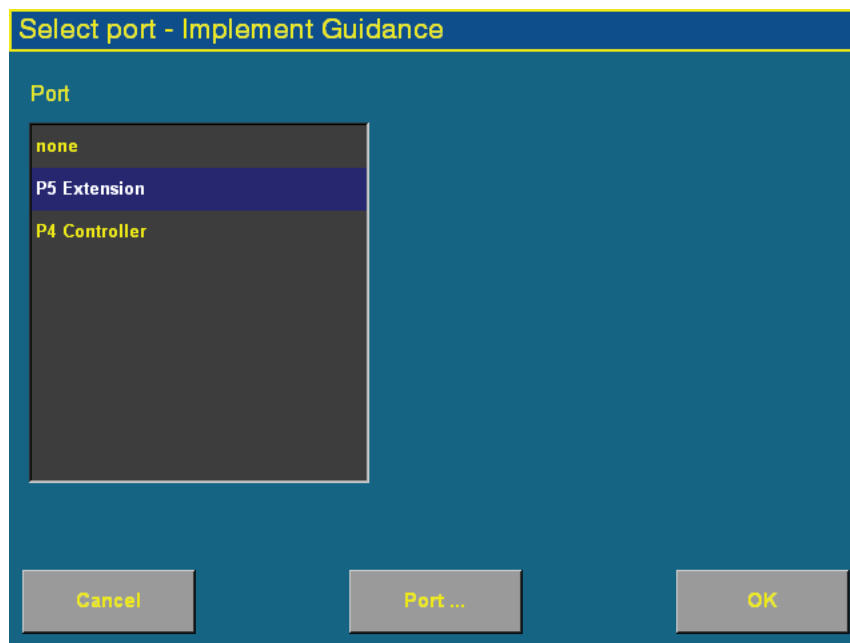 Select port - Implement Guidance
Port
none
P5 Extension
P4 Controller
Cancel
Port ...
OK